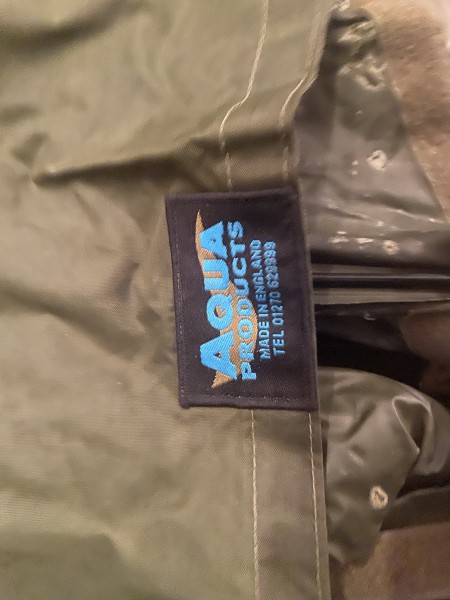 AQUA
PRODUCTS
MADE IN ENGLAND
TEL 01270 629999